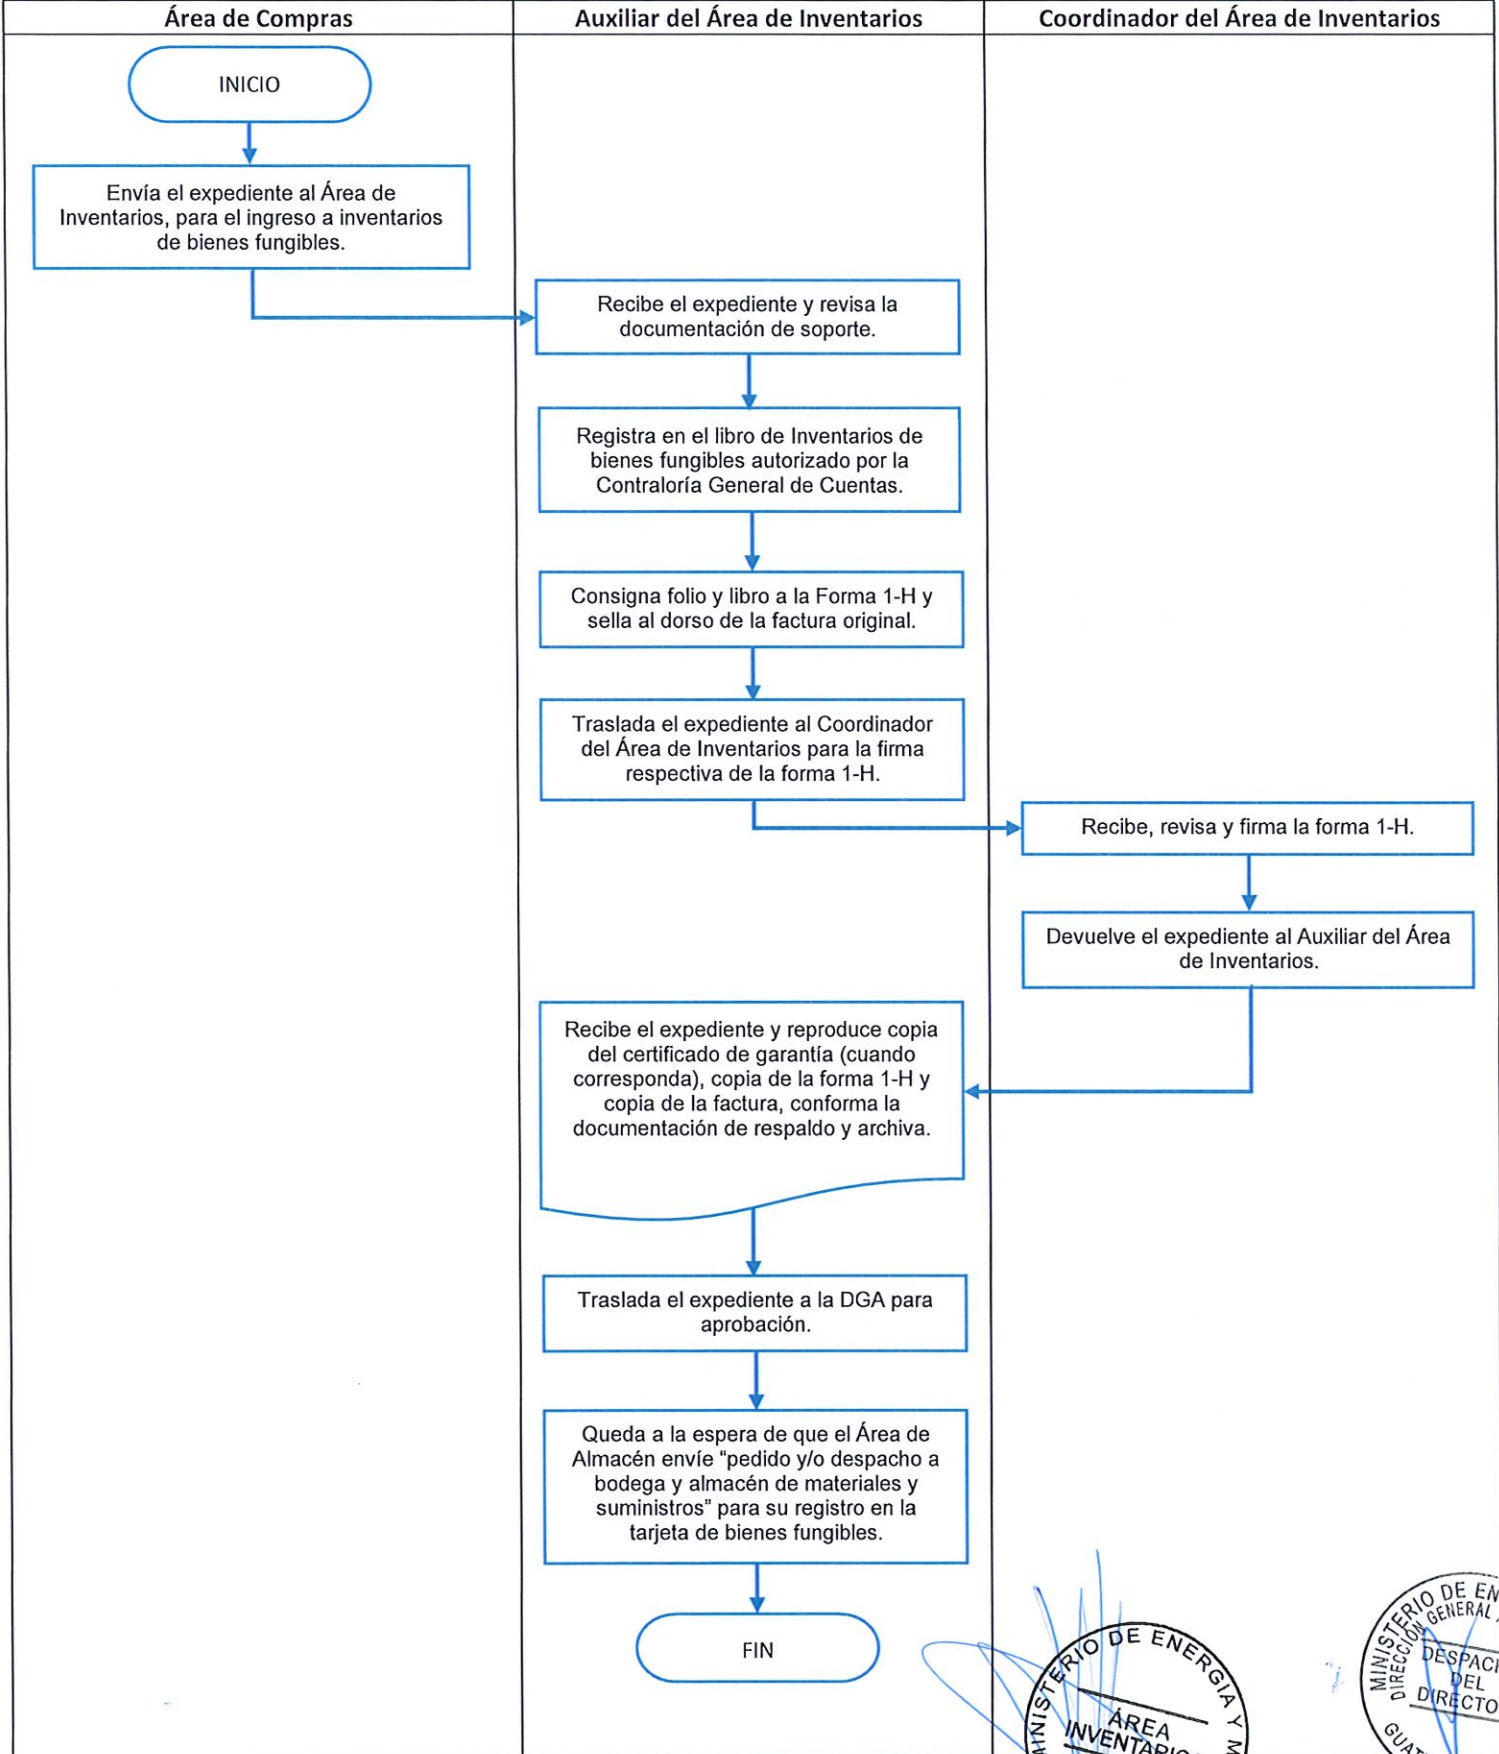 Área de Compras
Auxiliar del Área de Inventarios
Coordinador del Área de Inventarios
INICIO
Envía el expediente al Área de
Inventarios, para el ingreso a inventarios
de bienes fungibles.
Recibe el expediente y revisa la
documentación de soporte.
Registra en el libro de Inventarios de
bienes fungibles autorizado por la
Contraloría General de Cuentas.
Consigna folio y libro a la Forma 1-H y
sella al dorso de la factura original.
Traslada el expediente al Coordinador
del Área de Inventarios para la firma
respectiva de la forma 1-H.
Recibe, revisa y firma la forma 1-H.
Devuelve el expediente al Auxiliar del Área
de Inventarios.
Recibe el expediente y reproduce copia
del certificado de garantía (cuando
corresponda), copia de la forma 1-H y
copia de la factura, conforma la
documentación de respaldo y archiva.
Traslada el expediente a la DGA para
aprobación.
Queda a la espera de que el Área de
Almacén envíe “pedido y/o despacho a
bodega y almacén de materiales y
suministros” para su registro en la
tarjeta de bienes fungibles.
FIN
MINISTERIO DE ENERGIA Y M
ÁREA
INVENTARIO
MINISTERIO DE EN
DIRECCIÓN GENERAL
DESPAC
DEL
DIRECTO
GUAT